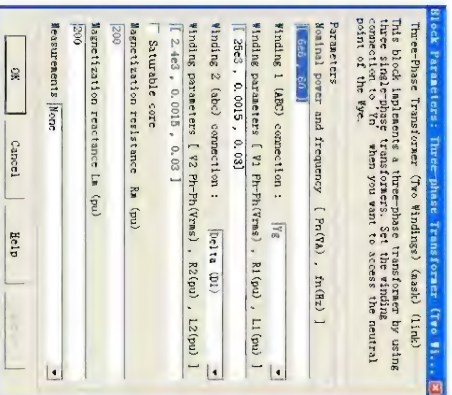 Block Parameters: Three-phase Transformer (Two Wi...
Three-Phase Transformer (Two Windings) (mask) (link)
This block implements a three-phase transformer by using
three single-phase transformers. Set the winding
connection to 'Yn' when you want to access the neutral
point of the Wye.
Parameters
Nominal power and frequency [ Pn(VA) , fn(Hz) ]
[ 6e6 , 60 ]
Winding 1 (ABC) connection :
Yg
Winding parameters [ V1 Ph-Ph(Vrms) , R1(pu) , L1(pu) ]
[ 25e3 , 0.0015 , 0.03]
Winding 2 (abc) connection :
Delta (D1)
Winding parameters [ V2 Ph-Ph(Vrms) , R2(pu) , L2(pu) ]
[ 2.4e3 , 0.0015 , 0.03 ]
Saturable core
Magnetization resistance Rm (pu)
200
Magnetization reactance Lm (pu)
200
Measurements None
OK Cancel Help